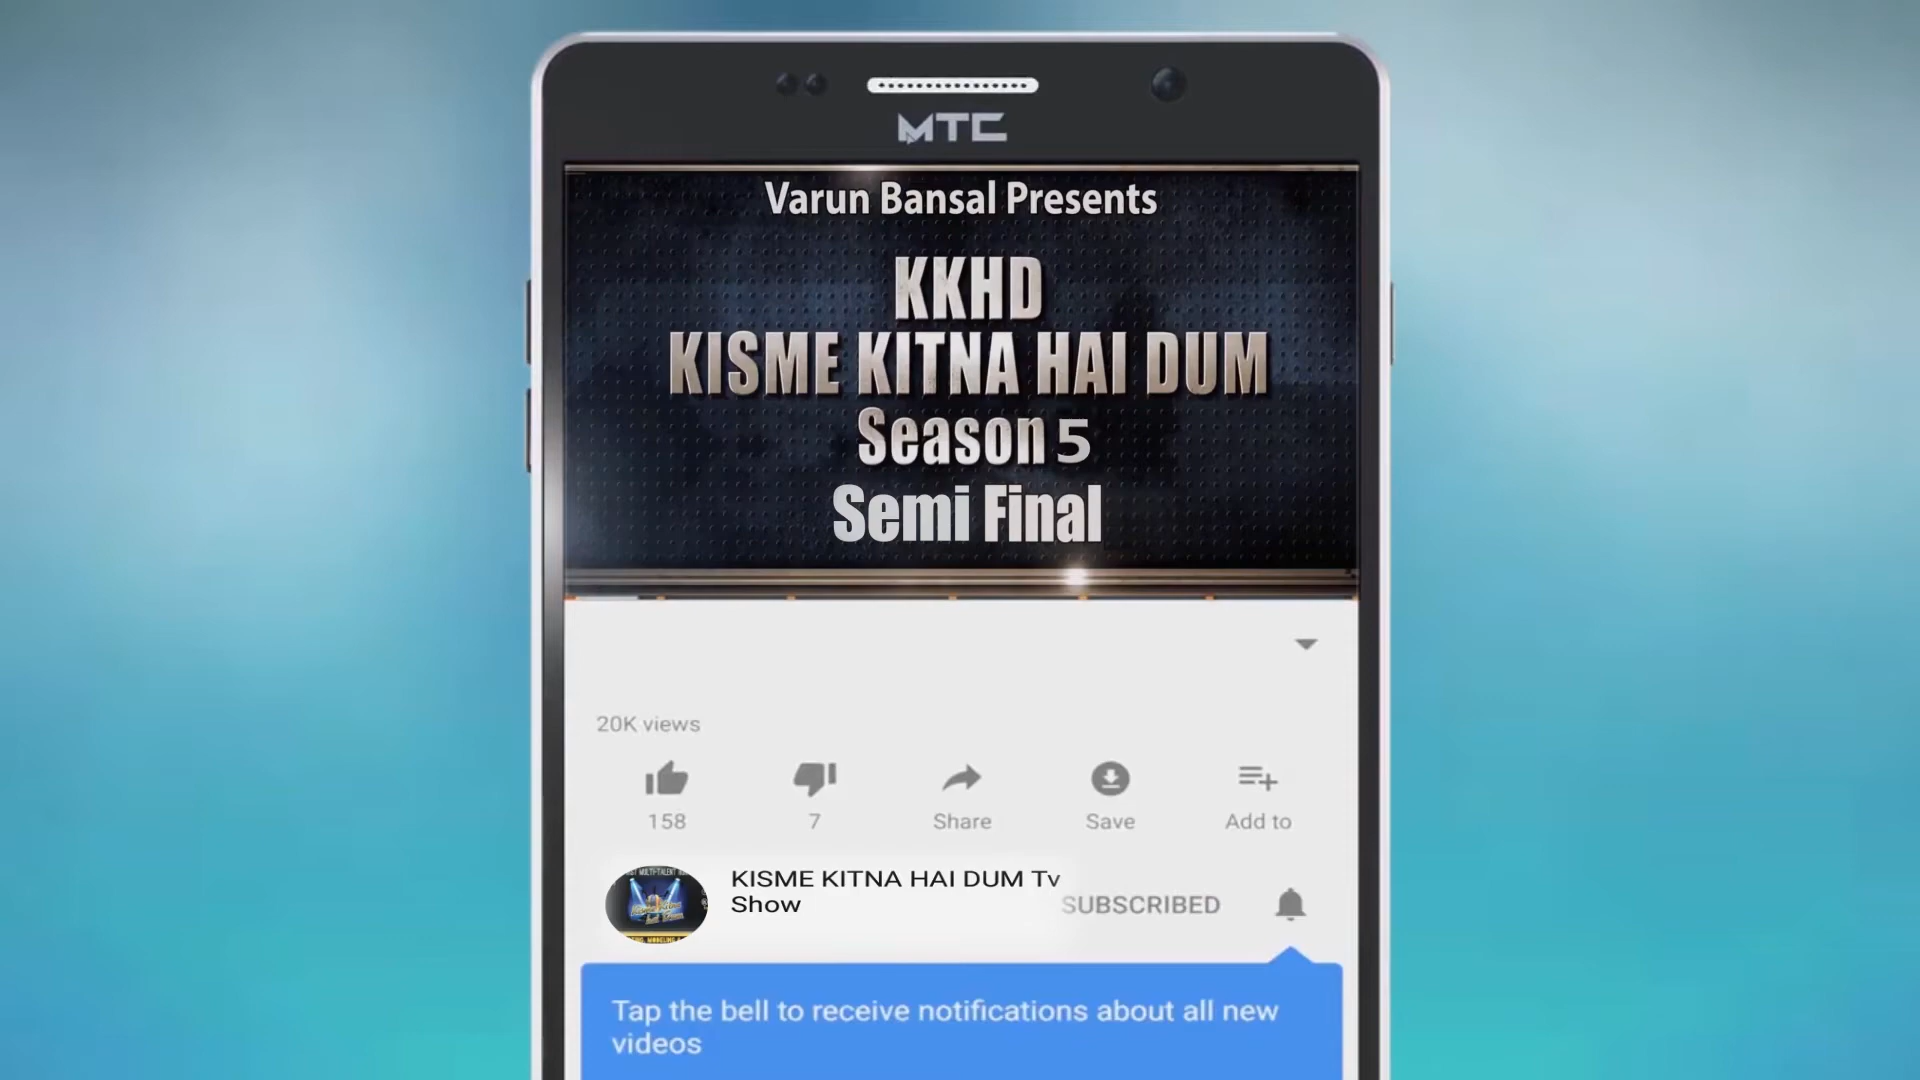 MTC
Varun Bansal Presents
KKHD
KISME KITNA HAI DUM
Season 5
Semi Final
20K views
158
7
Share
Save
Add to
KISME KITNA HAI DUM Tv
Show
SUBSCRIBED
Tap the bell to receive notifications about all new
videos